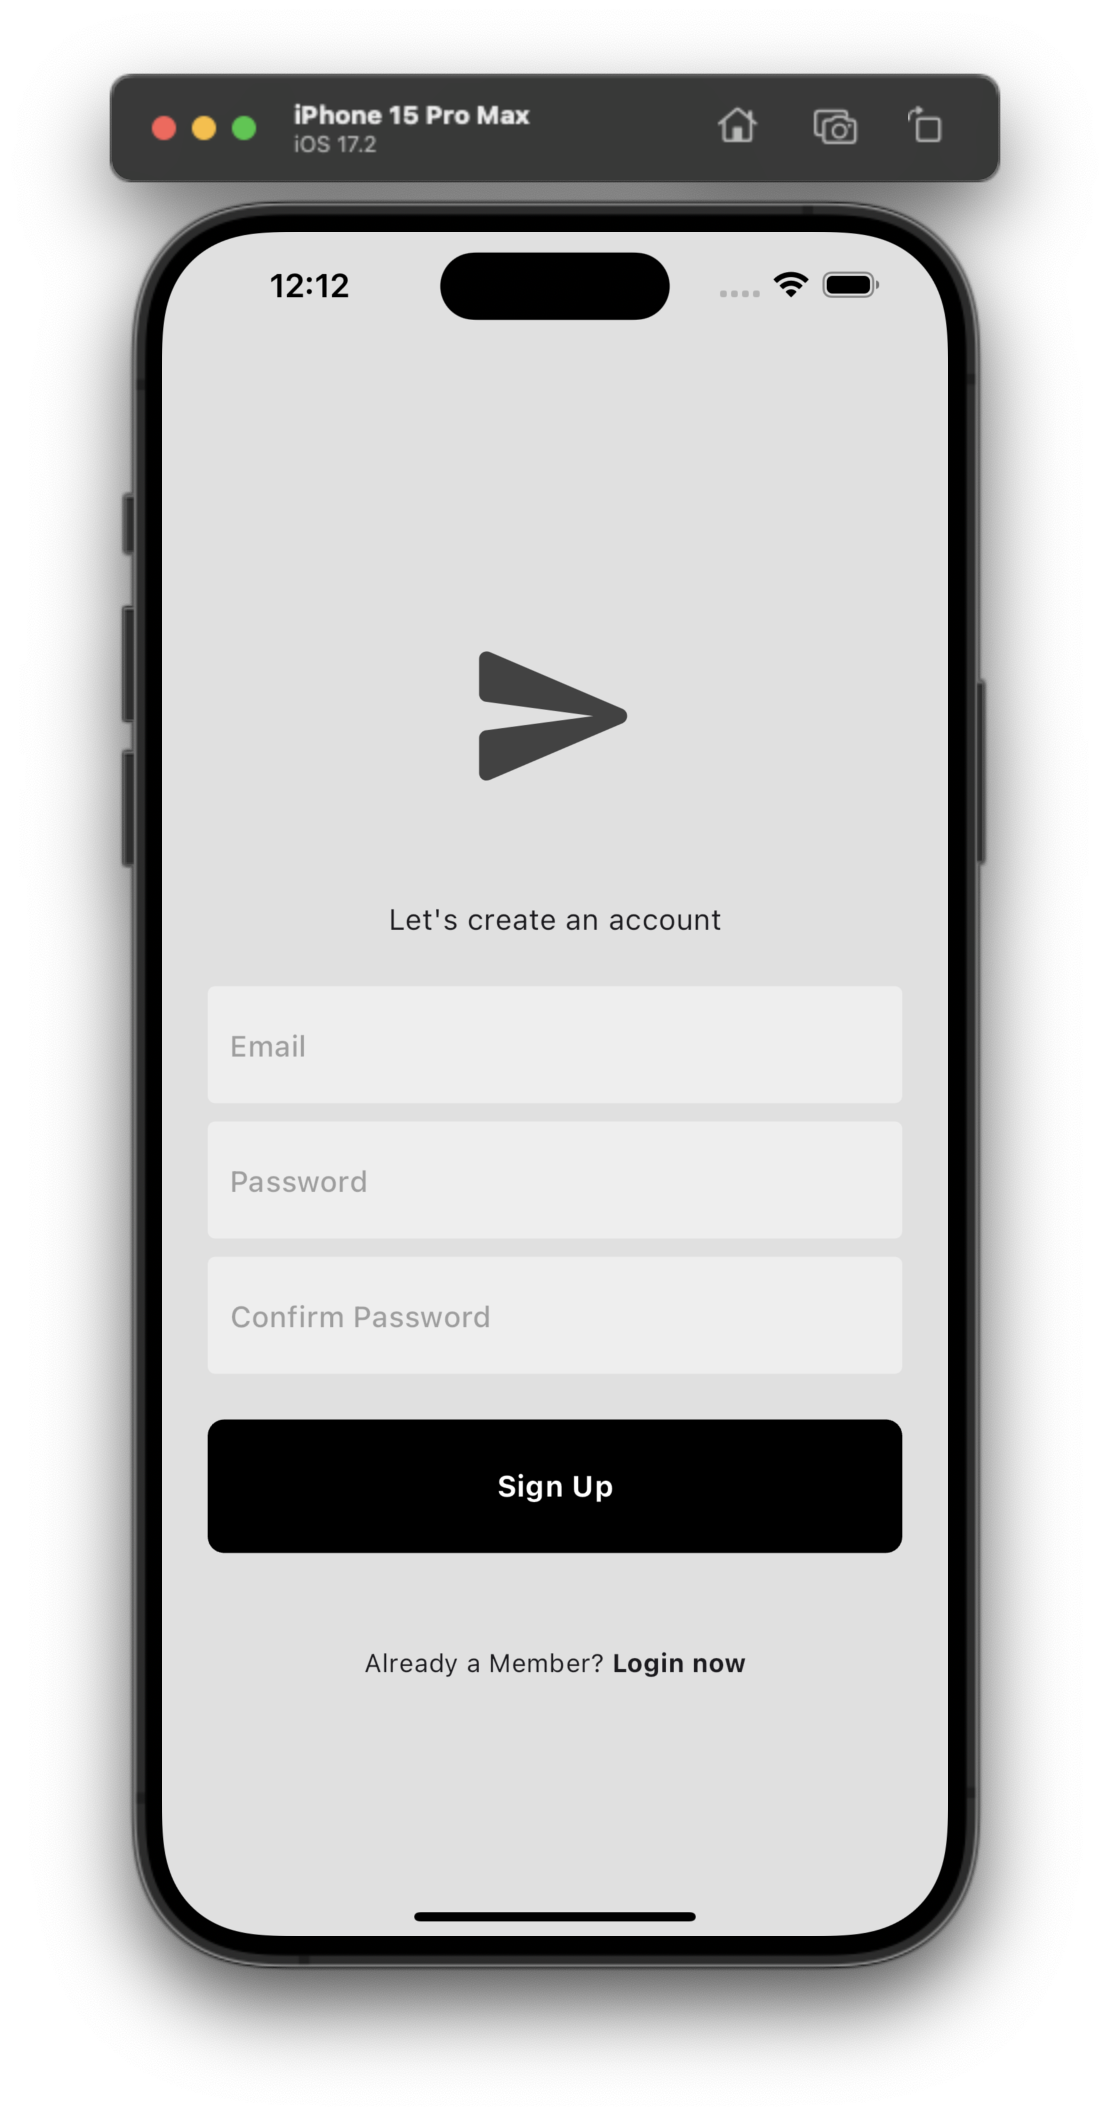 iPhone 15 Pro Max
iOS 17.2
12:12
Let's create an account
Email
Password
Confirm Password
Sign Up
Already a Member? Login now